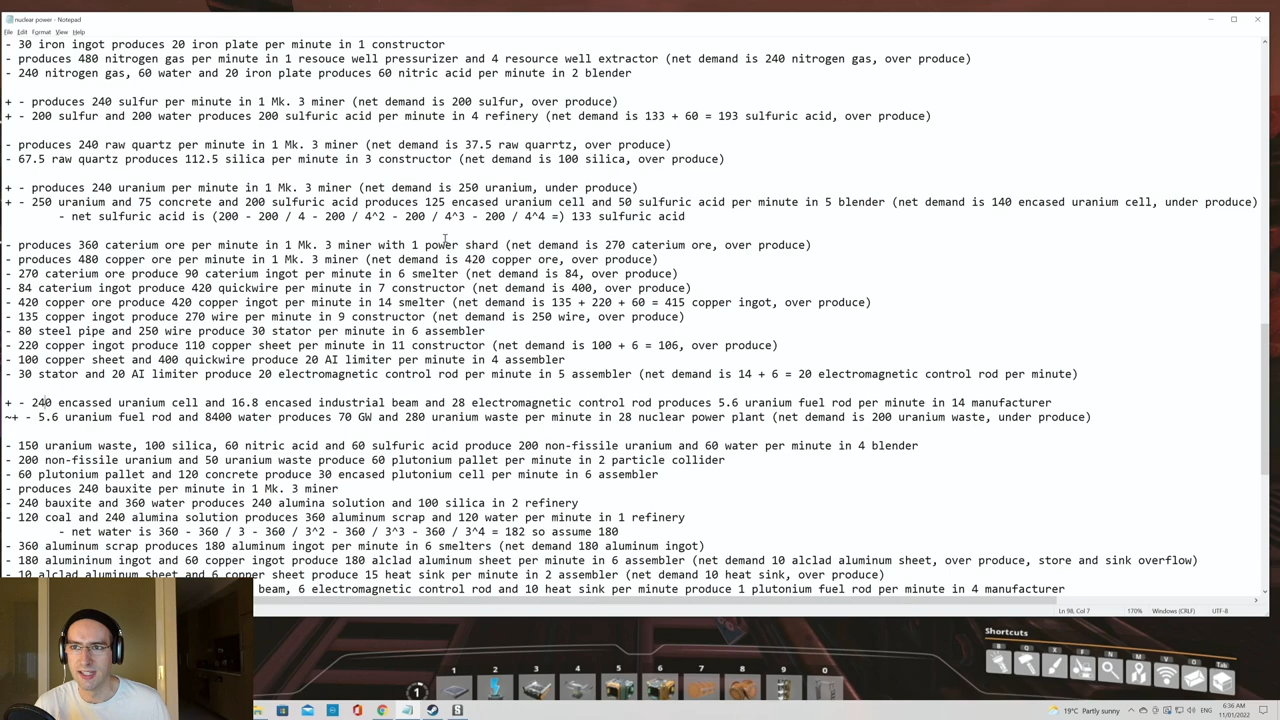 nuclear power - Notepad
File Edit Format View Help
- 30 iron ingot produces 20 iron plate per minute in 1 constructor
- produces 480 nitrogen gas per minute in 1 resouce well pressurizer and 4 resource well extractor (net demand is 240 nitrogen gas, over produce)
- 240 nitrogen gas, 60 water and 20 iron plate produces 60 nitric acid per minute in 2 blender
+ - produces 240 sulfur per minute in 1 Mk. 3 miner (net demand is 200 sulfur, over produce)
+ - 200 sulfur and 200 water produces 200 sulfuric acid per minute in 4 refinery (net demand is 133 + 60 = 193 sulfuric acid, over produce)
- produces 240 raw quartz per minute in 1 Mk. 3 miner (net demand is 37.5 raw quarrtz, over produce)
- 67.5 raw quartz produces 112.5 silica per minute in 3 constructor (net demand is 100 silica, over produce)
+ - produces 240 uranium per minute in 1 Mk. 3 miner (net demand is 250 uranium, under produce)
+ - 250 uranium and 75 concrete and 200 sulfuric acid produces 125 encased uranium cell and 50 sulfuric acid per minute in 5 blender (net demand is 140 encased uranium cell, under produce)
- net sulfuric acid is (200 - 200 / 4 - 200 / 4^2 - 200 / 4^3 - 200 / 4^4 =) 133 sulfuric acid
- produces 360 caterium ore per minute in 1 Mk. 3 miner with 1 power shard (net demand is 270 caterium ore, over produce)
- produces 480 copper ore per minute in 1 Mk. 3 miner (net demand is 420 copper ore, over produce)
- 270 caterium ore produce 90 caterium ingot per minute in 6 smelter (net demand is 84, over produce)
- 84 caterium ingot produce 420 quickwire per minute in 7 constructor (net demand is 400, over produce)
- 420 copper ore produce 420 copper ingot per minute in 14 smelter (net demand is 135 + 220 + 60 = 415 copper ingot, over produce)
- 135 copper ingot produce 270 wire per minute in 9 constructor (net demand is 250 wire, over produce)
- 80 steel pipe and 250 wire produce 30 stator per minute in 6 assembler
- 220 copper ingot produce 110 copper sheet per minute in 11 constructor (net demand is 100 + 6 = 106, over produce)
- 100 copper sheet and 400 quickwire produce 20 AI limiter per minute in 4 assembler
- 30 stator and 20 AI limiter produce 20 electromagnetic control rod per minute in 5 assembler (net demand is 14 + 6 = 20 electromagnetic control rod per minute)
+ - 240 encassed uranium cell and 16.8 encased industrial beam and 28 electromagnetic control rod produces 5.6 uranium fuel rod per minute in 14 manufacturer
~+ - 5.6 uranium fuel rod and 8400 water produces 70 GW and 280 uranium waste per minute in 28 nuclear power plant (net demand is 200 uranium waste, under produce)
- 150 uranium waste, 100 silica, 60 nitric acid and 60 sulfuric acid produce 200 non-fissile uranium and 60 water per minute in 4 blender
- 200 non-fissile uranium and 50 uranium waste produce 60 plutonium pallet per minute in 2 particle collider
- 60 plutonium pallet and 120 concrete produce 30 encased plutonium cell per minute in 6 assembler
- produces 240 bauxite per minute in 1 Mk. 3 miner
- 240 bauxite and 360 water produces 240 alumina solution and 100 silica in 2 refinery
- 120 coal and 240 alumina solution produces 360 aluminum scrap and 120 water per minute in 1 refinery
- net water is 360 - 360 / 3 - 360 / 3^2 - 360 / 3^3 - 360 / 3^4 = 182 so assume 180
- 360 aluminum scrap produces 180 aluminum ingot per minute in 6 smelters (net demand 180 aluminum ingot)
- 180 alumininum ingot and 60 copper ingot produce 180 alclad aluminum sheet per minute in 6 assembler (net demand 10 alclad aluminum sheet, over produce, store and sink overflow)
- 10 alclad aluminum sheet and 6 copper sheet produce 15 heat sink per minute in 2 assembler (net demand 10 heat sink, over produce)
beam, 6 electromagnetic control rod and 10 heat sink per minute produce 1 plutonium fuel rod per minute in 4 manufacturer
Ln 98, Col 7 170% Windows (CRLF) UTF-8
Shortcuts
1 2 3 4 5 6 7 8 9 0
1
19°C Partly sunny ENG 6:36 AM 11/01/2022